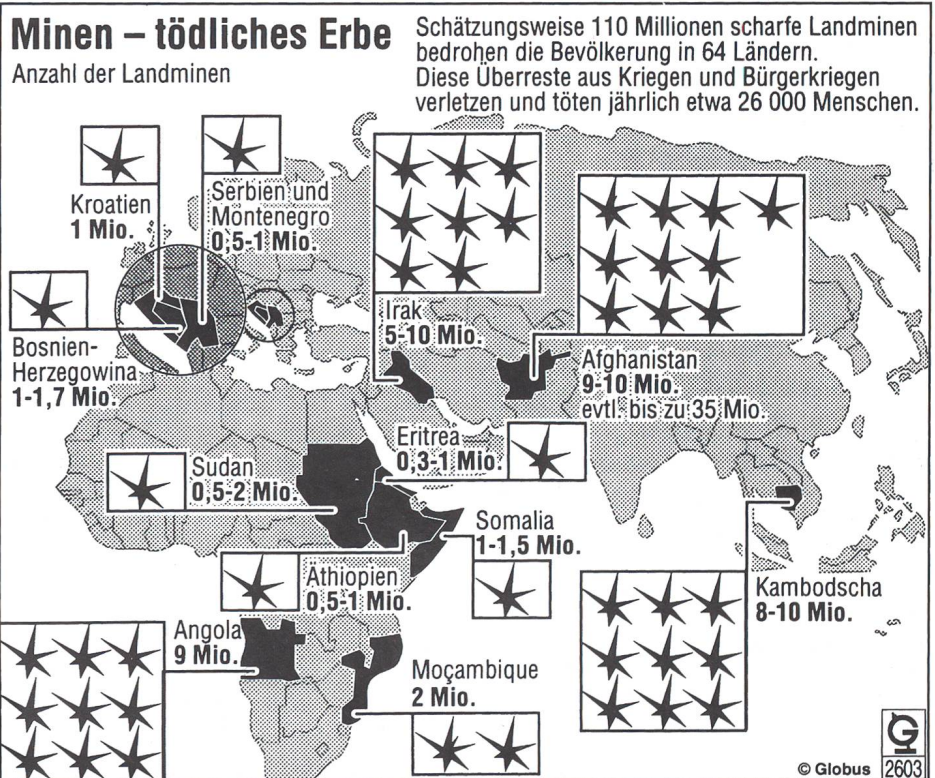 Minen – tödliches Erbe
Anzahl der Landminen
Schätzungsweise 110 Millionen scharfe Landminen
bedrohen die Bevölkerung in 64 Ländern.
Diese Überreste aus Kriegen und Bürgerkriegen
verletzen und töten jährlich etwa 26 000 Menschen.
Kroatien
1 Mio.
Serbien und
Montenegro
0,5-1 Mio.
Bosnien-
Herzegowina
1-1,7 Mio.
Irak
5-10 Mio.
Afghanistan
9-10 Mio.
evtl. bis zu 35 Mio.
Eritrea
0,3-1 Mio.
Sudan
0,5-2 Mio.
Somalia
1-1,5 Mio.
Äthiopien
0,5-1 Mio.
Kambodscha
8-10 Mio.
Angola
9 Mio.
Moçambique
2 Mio.
G
© Globus 2603